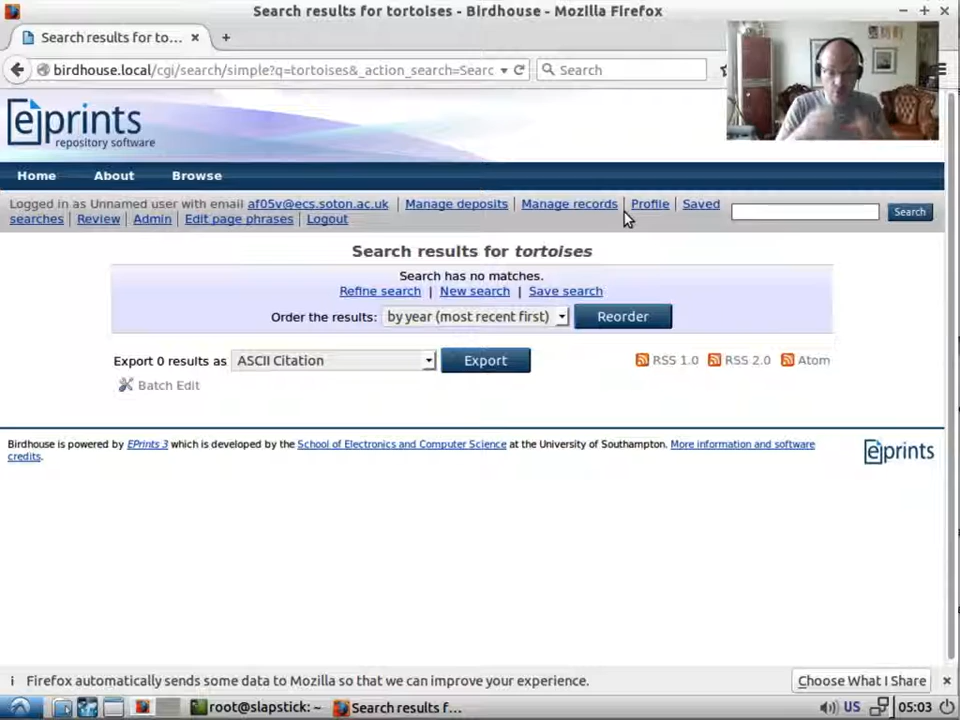 Search results for tortoises - Birdhouse - Mozilla Firefox
Search results for to...
birdhouse.local/cgi/search/simple?q=tortoises&_action_search=Searc
Search
eprints
repository software
Home About Browse
Logged in as Unnamed user with email af05v@ecs.soton.ac.uk | Manage deposits | Manage records | Profile | Saved
searches | Review | Admin | Edit page phrases | Logout
Search
Search results for tortoises
Search has no matches.
Refine search | New search | Save search
Order the results: by year (most recent first) Reorder
Export 0 results as ASCII Citation Export RSS 1.0 RSS 2.0 Atom
Batch Edit
Birdhouse is powered by EPrints 3 which is developed by the School of Electronics and Computer Science at the University of Southampton. More information and software
credits.
eprints
i Firefox automatically sends some data to Mozilla so that we can improve your experience. Choose What I Share
root@slapstick: ~ Search results f... US 05:03